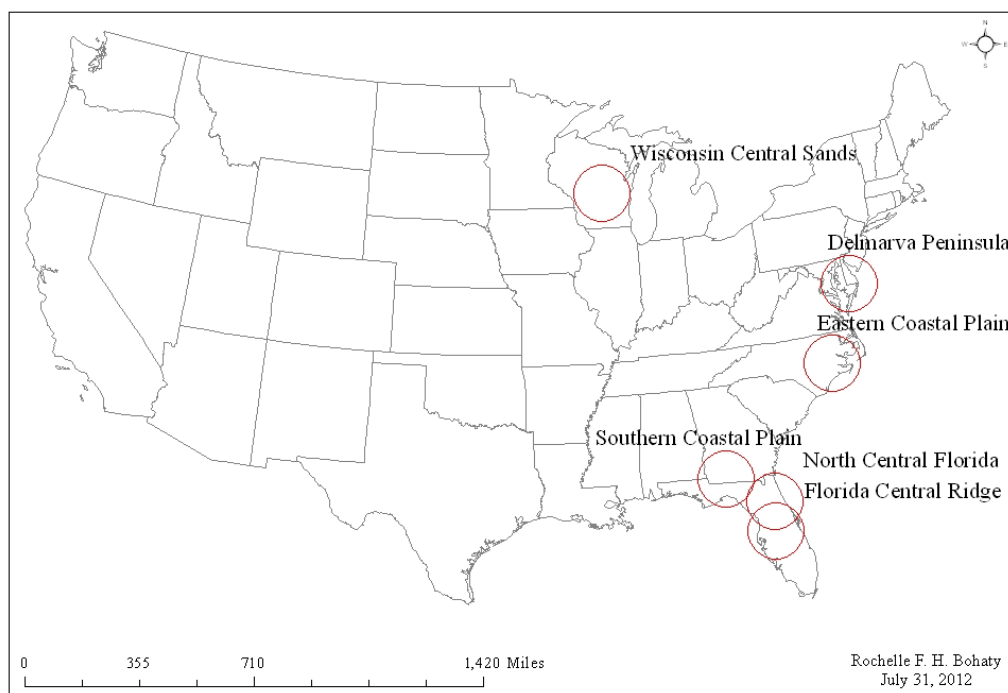 N
W E
S
Wisconsin Central Sands
Delmarva Peninsula
Eastern Coastal Plain
Southern Coastal Plain
North Central Florida
Florida Central Ridge
0 355 710 1,420 Miles
Rochelle F. H. Bohaty
July 31, 2012